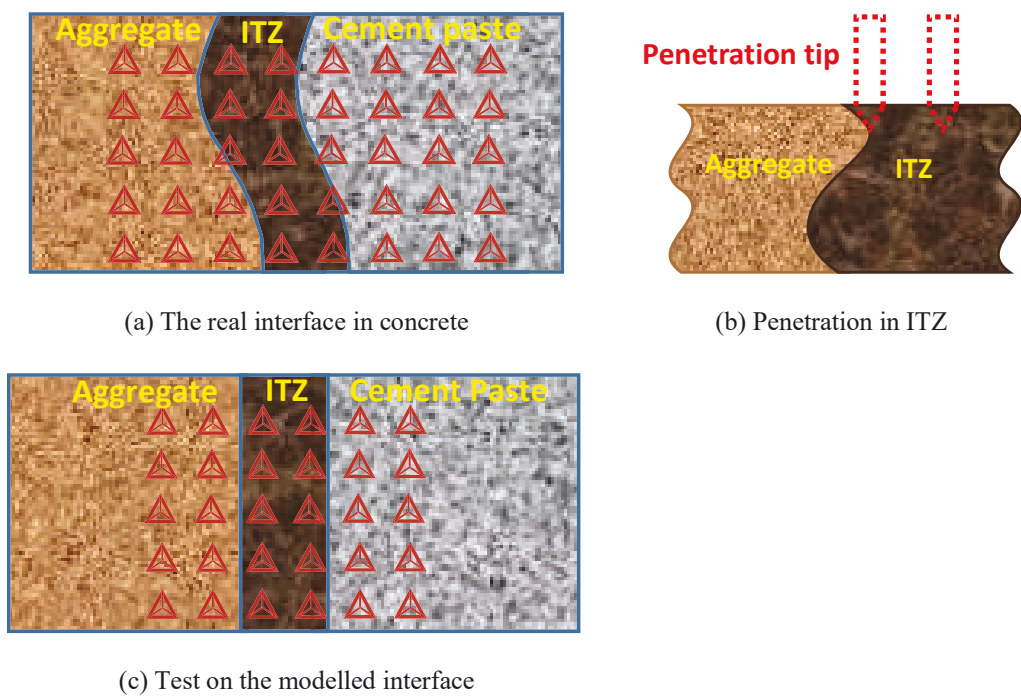 Aggregate ITZ Cement paste
Penetration tip
Aggregate ITZ
(a) The real interface in concrete
(b) Penetration in ITZ
Aggregate ITZ Cement Paste
(c) Test on the modelled interface